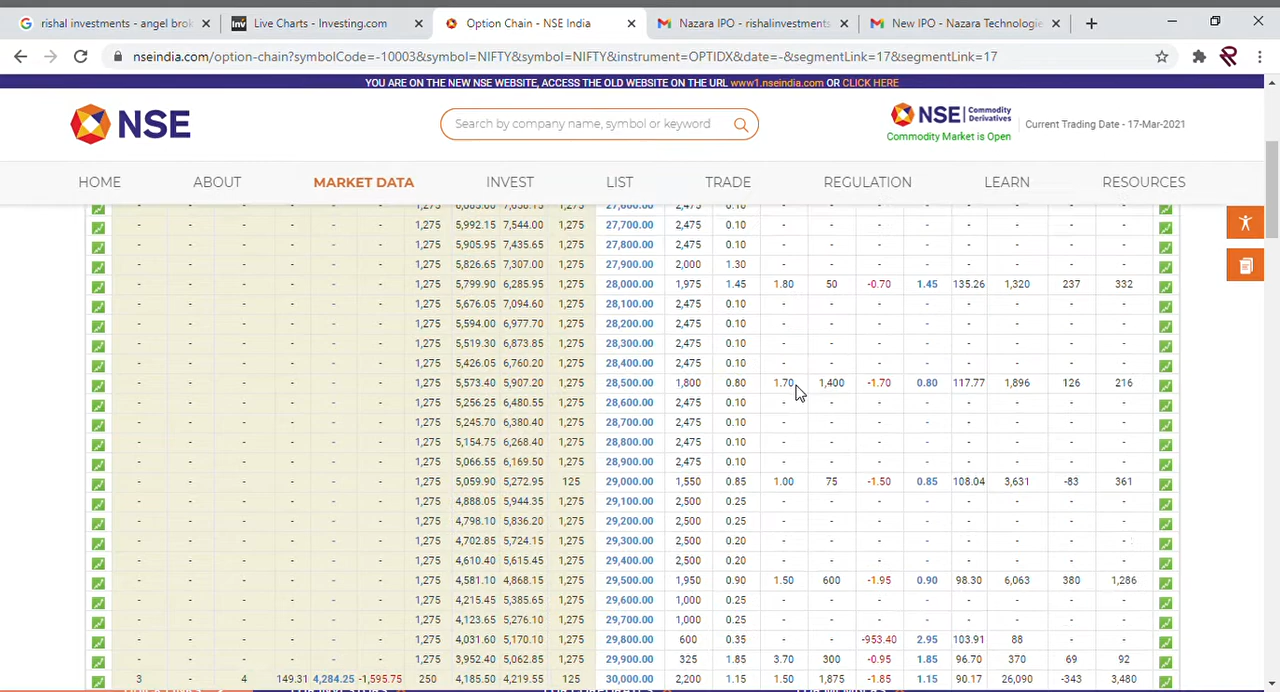 rishal investments - angel brok
Live Charts - Investing.com
Option Chain - NSE India
Nazara IPO - rishalinvestments
New IPO - Nazara Technologie
nseindia.com/option-chain?symbolCode=-10003&symbol=NIFTY&symbol=NIFTY&instrument=OPTIDX&date=-&segmentLink=17&segmentLink=17
YOU ARE ON THE NEW NSE WEBSITE, ACCESS THE OLD WEBSITE ON THE URL www1.nseindia.com OR CLICK HERE
NSE
Search by company name, symbol or keyword
NSE Commodity Derivatives
Commodity Market is Open
Current Trading Date - 17-Mar-2021
HOME ABOUT MARKET DATA INVEST LIST TRADE REGULATION LEARN RESOURCES
1,275 1,275 27,600.00 2,475 0.10 - - - - - - - -
- - - - - - 1,275 5,992.15 7,544.00 1,275 27,700.00 2,475 0.10 - - - - - - - -
- - - - - - 1,275 5,905.95 7,435.65 1,275 27,800.00 2,475 0.10 - - - - - - - -
- - - - - - 1,275 5,826.65 7,307.00 1,275 27,900.00 2,000 1.30 - - - - - - - -
- - - - - - 1,275 5,799.90 6,285.95 1,275 28,000.00 1,975 1.45 1.80 50 -0.70 1.45 135.26 1,320 237 332
- - - - - - 1,275 5,676.05 7,094.60 1,275 28,100.00 2,475 0.10 - - - - - - - -
- - - - - - 1,275 5,594.00 6,977.70 1,275 28,200.00 2,475 0.10 - - - - - - - -
- - - - - - 1,275 5,519.30 6,873.85 1,275 28,300.00 2,475 0.10 - - - - - - - -
- - - - - - 1,275 5,426.05 6,760.20 1,275 28,400.00 2,475 0.10 - - - - - - - -
- - - - - - 1,275 5,573.40 5,907.20 1,275 28,500.00 1,800 0.80 1.70 1,400 -1.70 0.80 117.77 1,896 126 216
- - - - - - 1,275 5,256.25 6,480.55 1,275 28,600.00 2,475 0.10 - - - - - - - -
- - - - - - 1,275 5,245.70 6,380.40 1,275 28,700.00 2,475 0.10 - - - - - - - -
- - - - - - 1,275 5,154.75 6,268.40 1,275 28,800.00 2,475 0.10 - - - - - - - -
- - - - - - 1,275 5,066.55 6,169.50 1,275 28,900.00 2,475 0.10 - - - - - - - -
- - - - - - 1,275 5,059.90 5,272.95 125 29,000.00 1,550 0.85 1.00 75 -1.50 0.85 108.04 3,631 -83 361
- - - - - - 1,275 4,888.05 5,944.35 1,275 29,100.00 2,500 0.25 - - - - - - - -
- - - - - - 1,275 4,798.10 5,836.20 1,275 29,200.00 2,500 0.25 - - - - - - - -
- - - - - - 1,275 4,702.85 5,724.15 1,275 29,300.00 2,500 0.20 - - - - - - - -
- - - - - - 1,275 4,610.40 5,615.45 1,275 29,400.00 2,500 0.20 - - - - - - - -
- - - - - - 1,275 4,581.10 4,868.15 1,275 29,500.00 1,950 0.90 1.50 600 -1.95 0.90 98.30 6,063 380 1,286
- - - - - - 1,275 4,215.45 5,385.65 1,275 29,600.00 1,000 0.25 - - - - - - - -
- - - - - - 1,275 4,123.65 5,276.10 1,275 29,700.00 1,000 0.25 - - - - - - - -
- - - - - - 1,275 4,031.60 5,170.10 1,275 29,800.00 600 0.35 - - -953.40 2.95 103.91 88 - -
- - - - - - 1,275 3,952.40 5,062.85 1,275 29,900.00 325 1.85 3.70 300 -0.95 1.85 96.70 370 69 92
3 - 4 149.31 4,284.25 -1,595.75 250 4,185.50 4,219.55 125 30,000.00 2,200 1.15 1.50 1,875 -1.85 1.15 90.17 26,090 -343 3,480